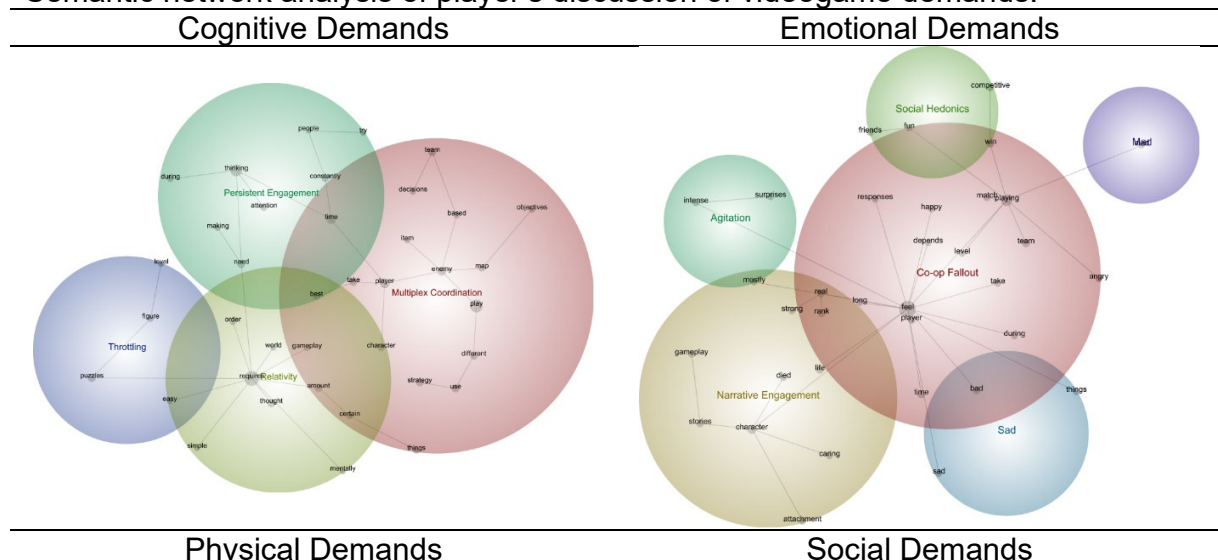 Semantic network analysis of player's discussion of videogame demands.
Cognitive Demands
Emotional Demands
people
try
thinking
during
constantly
Persistent Engagement
attention
time
making
need
level
best
team
decisions
based
objectives
item
enemy
map
take
player
Multiplex Coordination
play
figure
Throttling
puzzles
order
world
gameplay
character
different
required
Relativity
amount
strategy
use
easy
thought
certain
simple
things
mentally
competitive
Social Hedonics
friends
fun
win
Mad
intense
surprises
Agitation
responses
happy
match
playing
depends
level
team
Co-op Fallout
mostly
real
long
take
angry
strong
rank
feel
player
during
gameplay
life
died
Narrative Engagement
time
bad
things
stories
character
Sad
caring
sad
attachment
Physical Demands
Social Demands